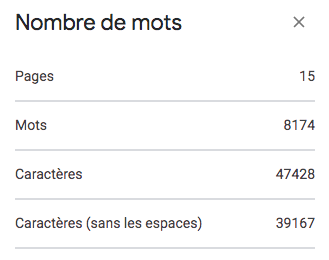 Nombre de mots
Pages 15
Mots 8174
Caractères 47428
Caractères (sans les espaces) 39167